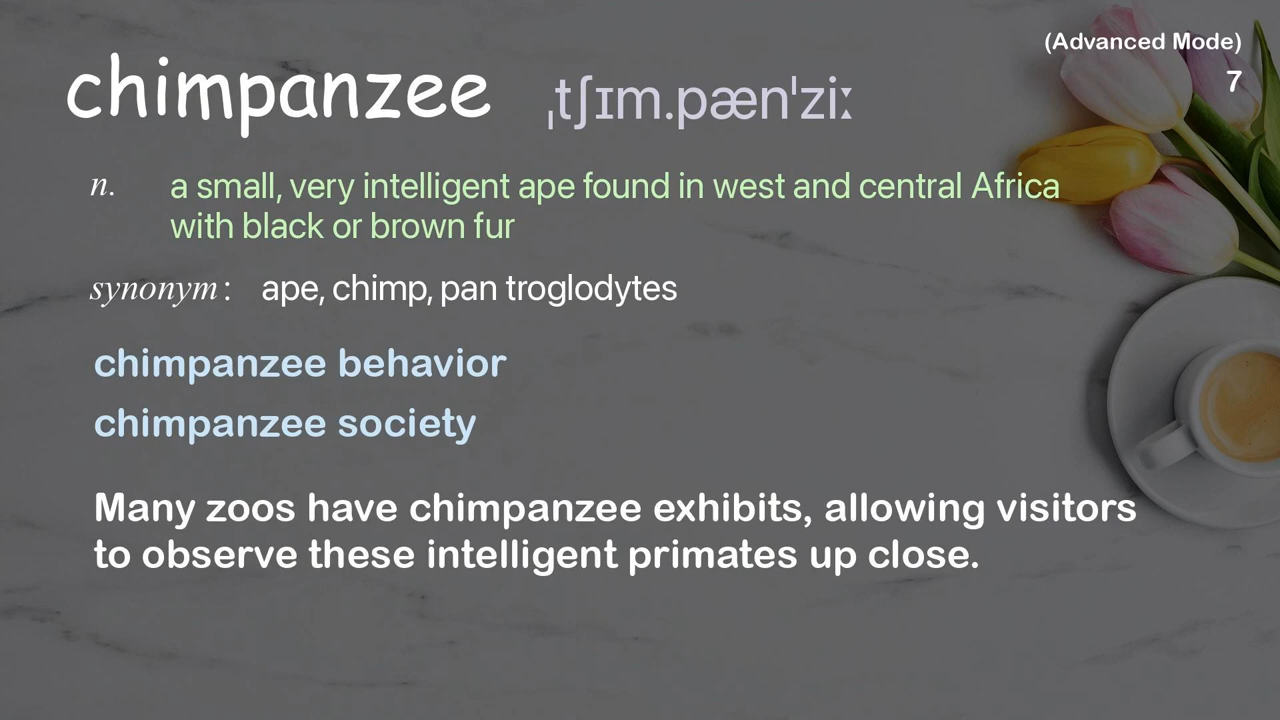 (Advanced Mode)
7
chimpanzee ˌtʃɪm.pænˈziː
n. a small, very intelligent ape found in west and central Africa
with black or brown fur
synonym: ape, chimp, pan troglodytes
chimpanzee behavior
chimpanzee society
Many zoos have chimpanzee exhibits, allowing visitors
to observe these intelligent primates up close.